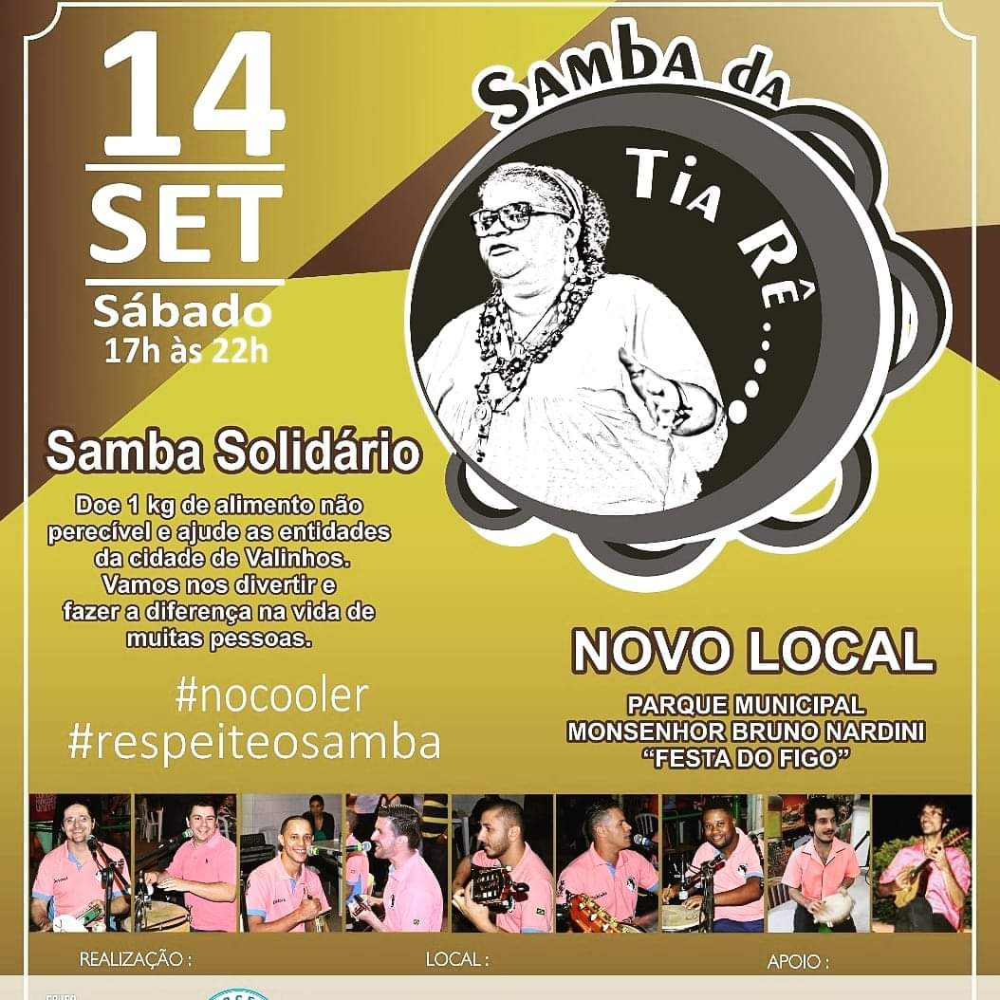 14
SET
Sábado
17h às 22h
SAMBA da
Tia Rê
Samba Solidário
Doe 1 kg de alimento não
perecível e ajude as entidades
da cidade de Valinhos.
Vamos nos divertir e
fazer a diferença na vida de
muitas pessoas.
#nocooler
#respeiteosamba
NOVO LOCAL
PARQUE MUNICIPAL
MONSENHOR BRUNO NARDINI
“FESTA DO FIGO”
REALIZAÇÃO :
LOCAL :
APOIO :